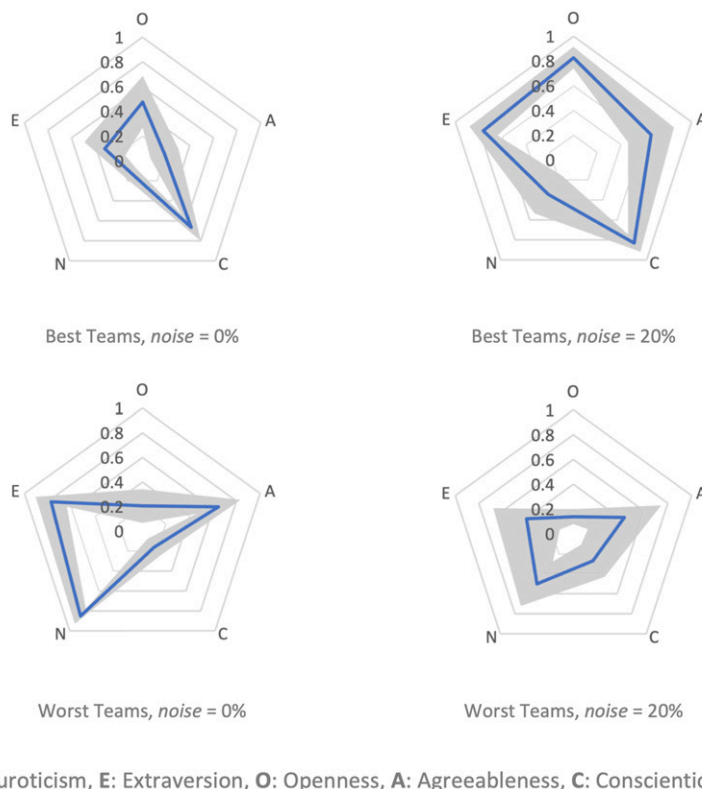 O
1
0.8
0.6
0.4
0.2
0
E
A
N
C
Best Teams, noise = 0%
O
1
0.8
0.6
0.4
0.2
0
E
A
N
C
Best Teams, noise = 20%
O
1
0.8
0.6
0.4
0.2
0
E
A
N
C
Worst Teams, noise = 0%
O
1
0.8
0.6
0.4
0.2
0
E
A
N
C
Worst Teams, noise = 20%
uroticism, E: Extraversion, O: Openness, A: Agreeableness, C: Conscientic